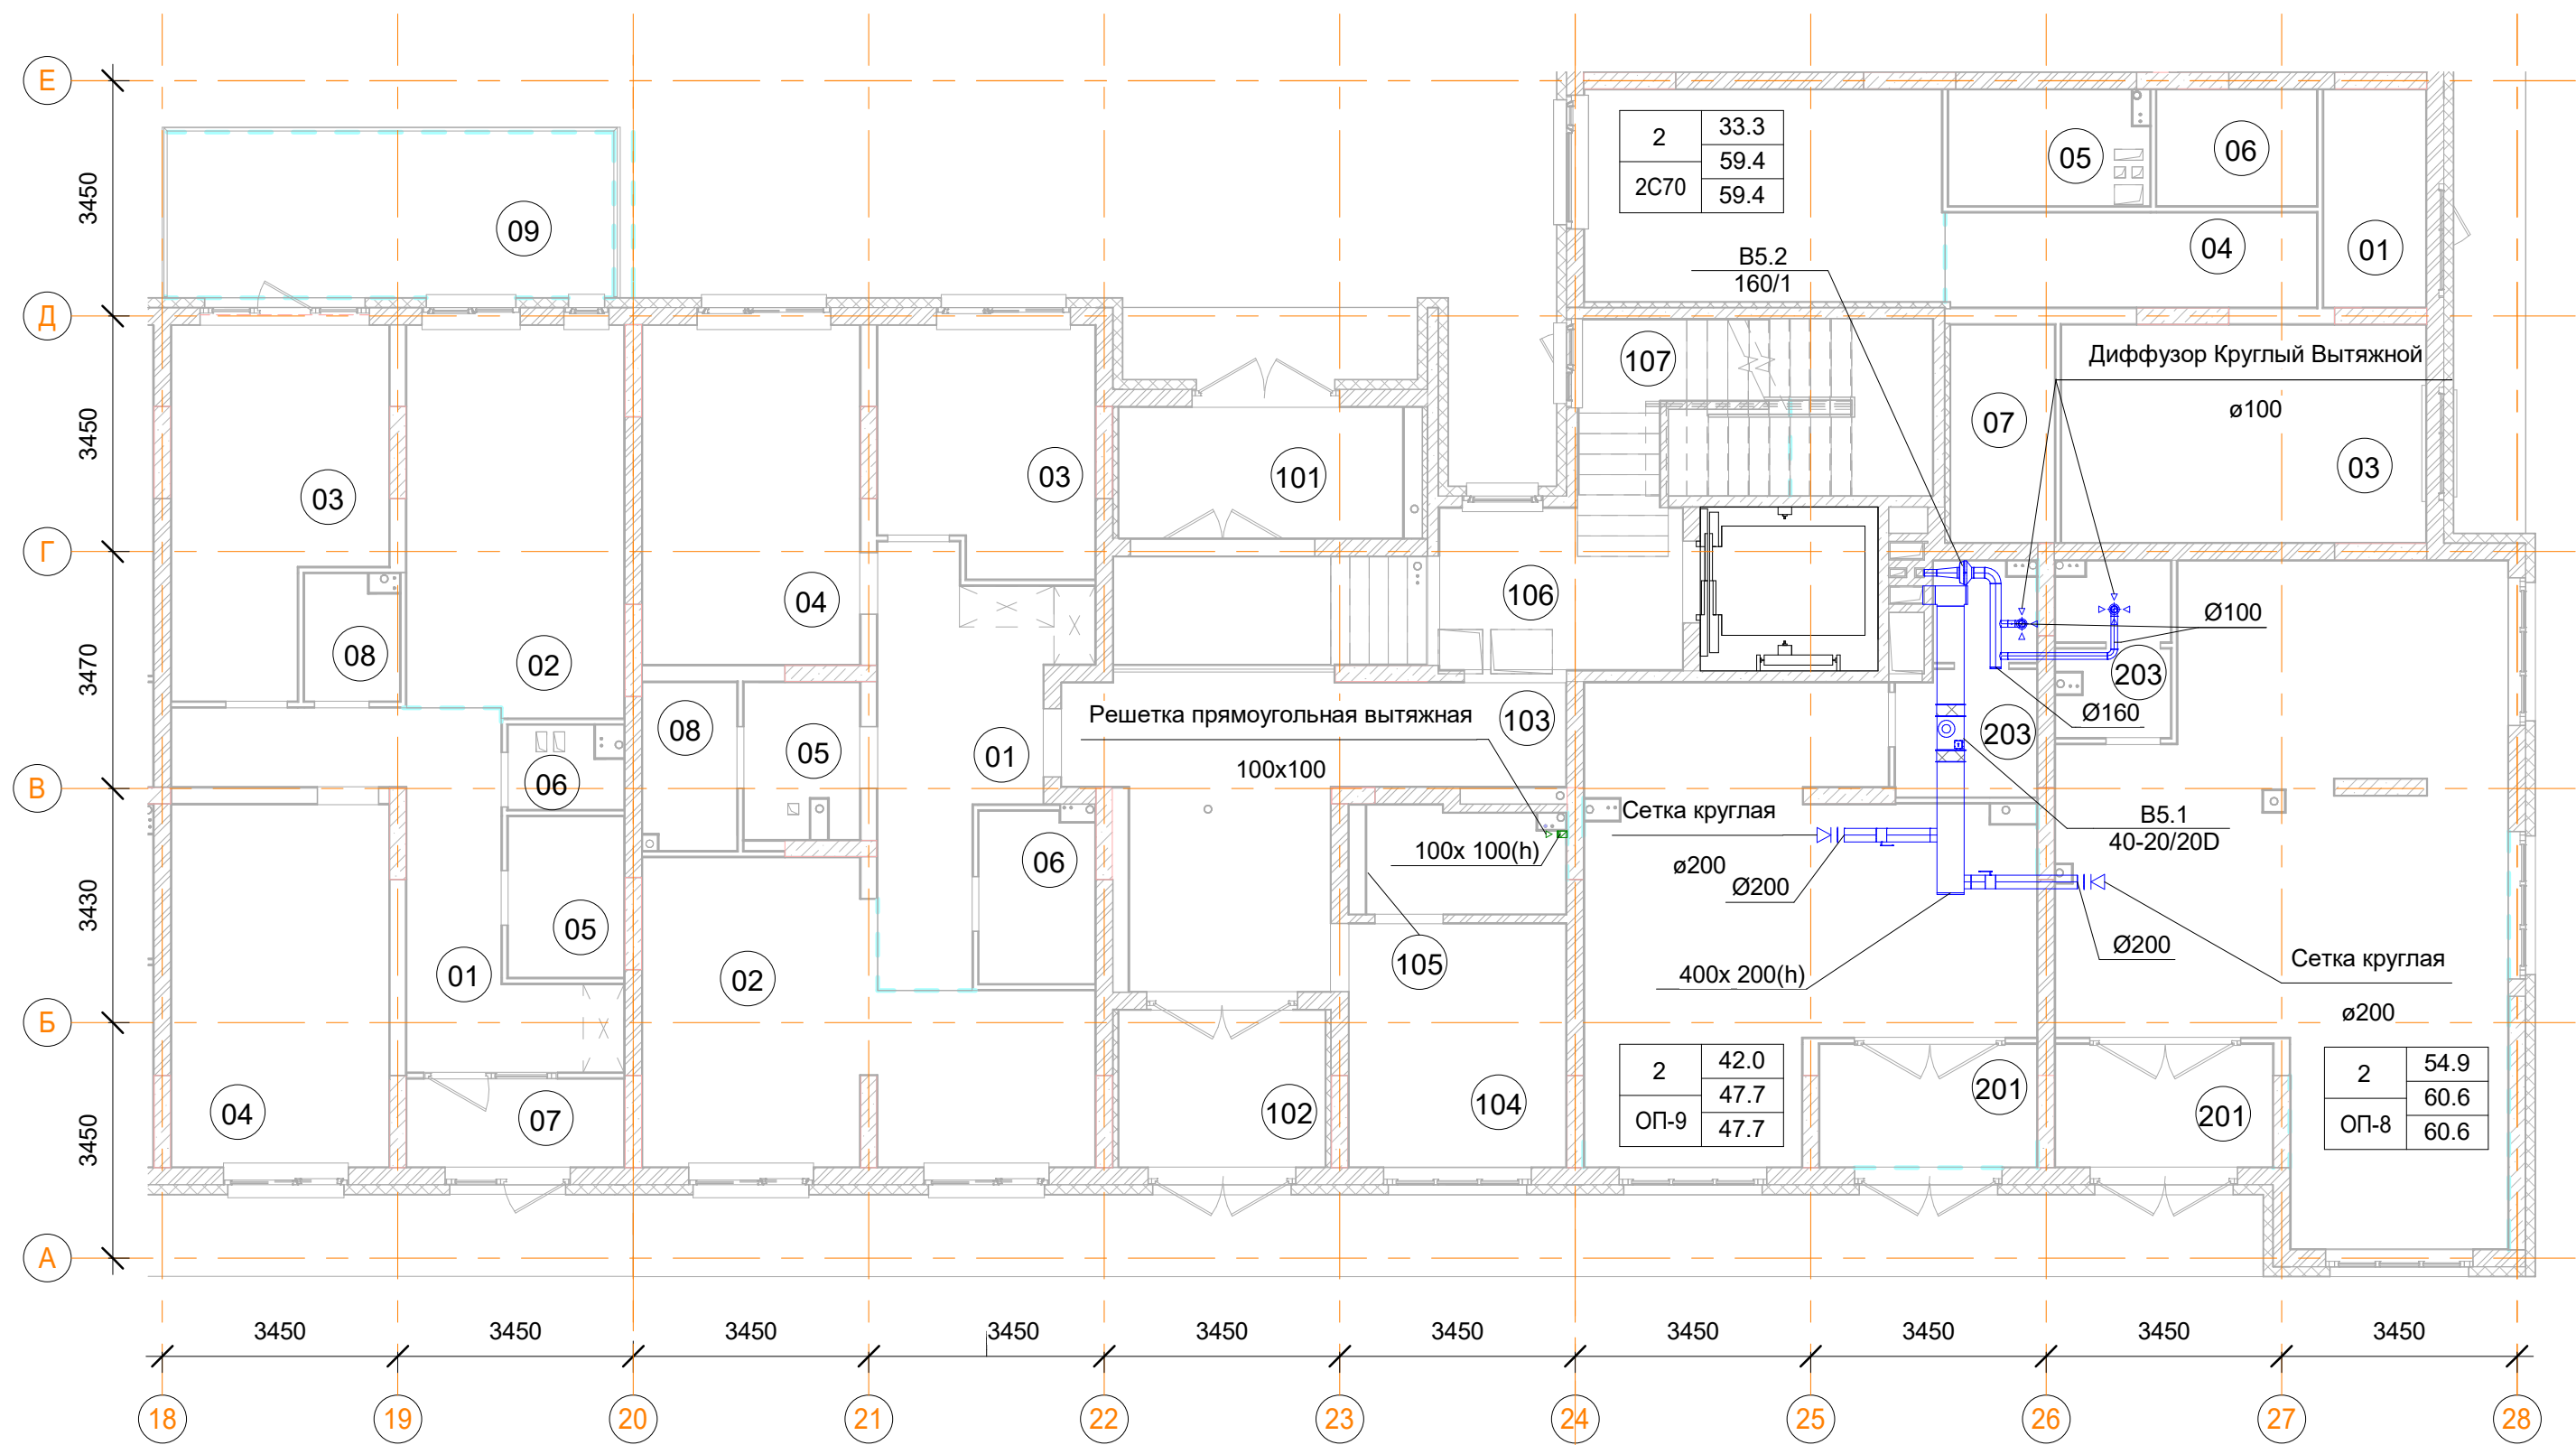 Е
2
33.3
59.4
59.4
2С70
05
06
09
04
01
В5.2
160/1
3450
Д
107
Диффузор Круглый Вытяжной
ø100
07
3450
03
101
03
03
Г
04
106
Ø100
08
02
3470
203
Решетка прямоугольная вытяжная
103
Ø160
08
05
01
203
100x100
В
06
Сетка круглая
В5.1
40-20/20D
100x 100(h)
06
ø200
Ø200
3430
05
Ø200
01
02
105
400x 200(h)
Сетка круглая
ø200
Б
2
42.0
47.7
47.7
ОП-9
2
54.9
60.6
60.6
ОП-8
201
201
04
07
102
104
3450
А
3450
3450
3450
3450
3450
3450
3450
3450
3450
3450
18
19
20
21
22
23
24
25
26
27
28